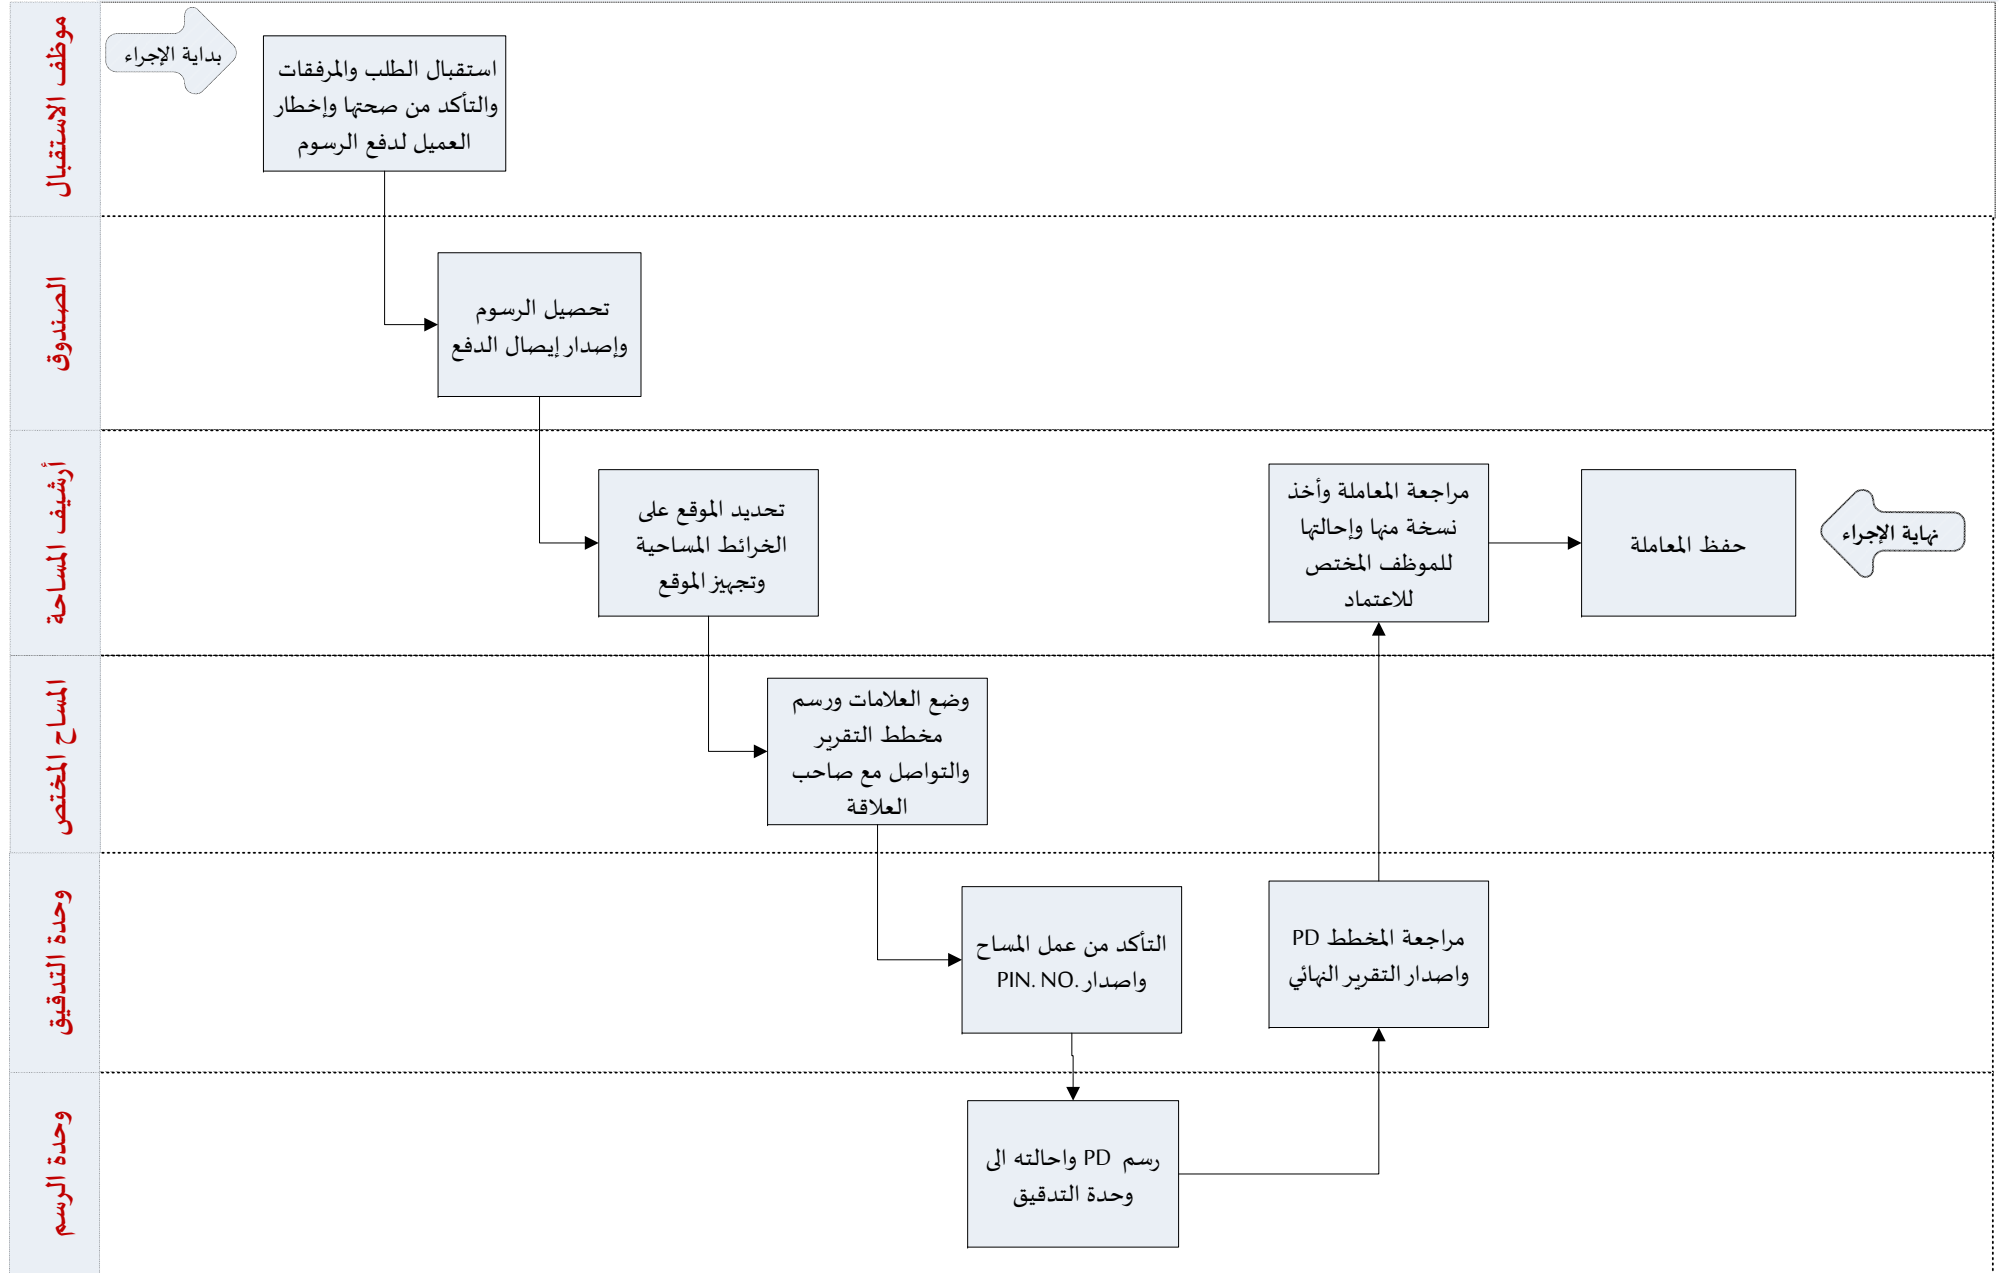 موظف الاستقبال
بداية الإجراء
استقبال الطلب والمرفقات
والتأكد من صحتها وإخطار
العميل لدفع الرسوم
الصندوق
تحصيل الرسوم
وإصدار إيصال الدفع
أرشيف المساحة
تحديد الموقع على
الخرائط المساحية
وتجهيز الموقع
مراجعة المعاملة وأخذ
نسخة منها وإحالتها
للموظف المختص
للاعتماد
حفظ المعاملة
نهاية الإجراء
المساح المختص
وضع العلامات ورسم
مخطط التقرير
والتواصل مع صاحب
العلاقة
وحدة التدقيق
التأكد من عمل المساح
واصدار PIN. NO.
مراجعة المخطط PD
واصدار التقرير النهائي
وحدة الرسم
رسم PD واحالته الى
وحدة التدقيق